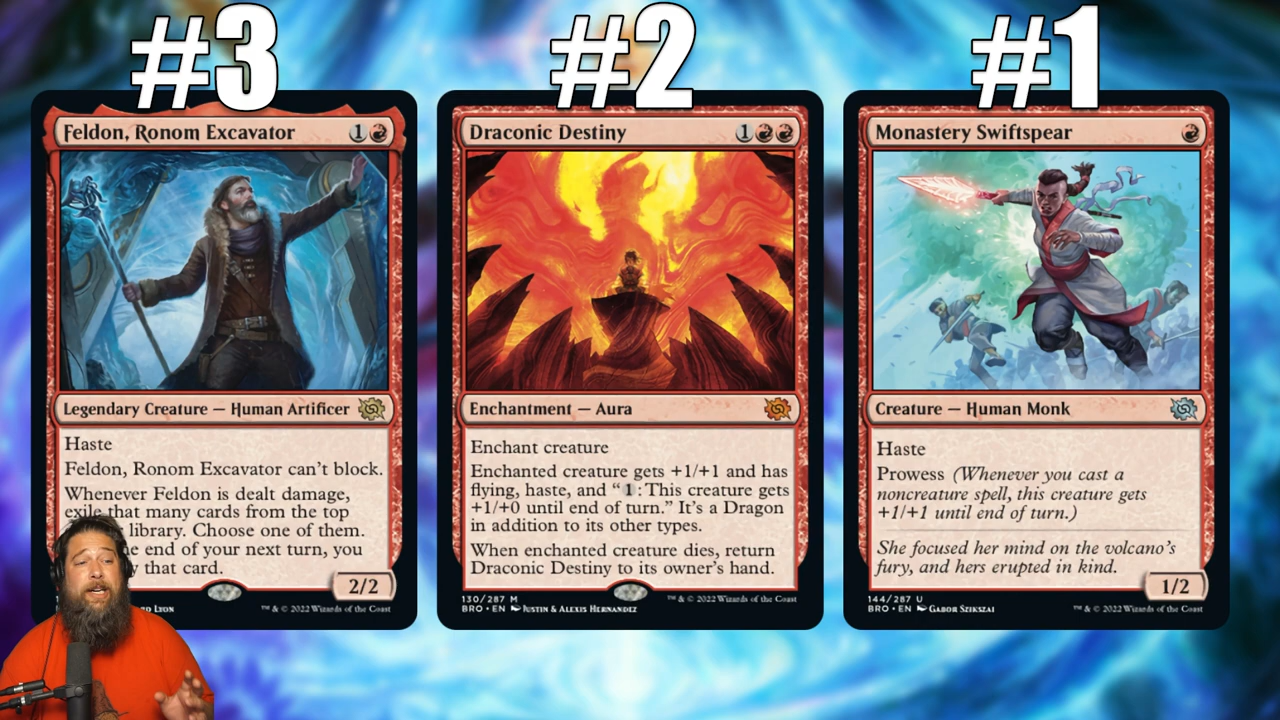 #3
Feldon, Ronom Excavator 1
Legendary Creature — Human Artificer
Haste
Feldon, Ronom Excavator can't block.
Whenever Feldon is dealt damage,
exile that many cards from the top
library. Choose one of them.
end of your next turn, you
that card.
2/2
™ & © 2022 Wizards of the Coast
#2
Draconic Destiny 1
Enchantment — Aura
Enchant creature
Enchanted creature gets +1/+1 and has
flying, haste, and "1: This creature gets
+1/+0 until end of turn." It's a Dragon
in addition to its other types.
When enchanted creature dies, return
Draconic Destiny to its owner's hand.
130/287 M
BRO • EN Justin & Alexis Hernandez
™ & © 2022 Wizards of the Coast
#1
Monastery Swiftspear
Creature — Human Monk
Haste
Prowess (Whenever you cast a
noncreature spell, this creature gets
+1/+1 until end of turn.)
She focused her mind on the volcano's
fury, and hers erupted in kind.
1/2
144/287 U
BRO • EN Gabor Szikszai
™ & © 2022 Wizards of the Coast